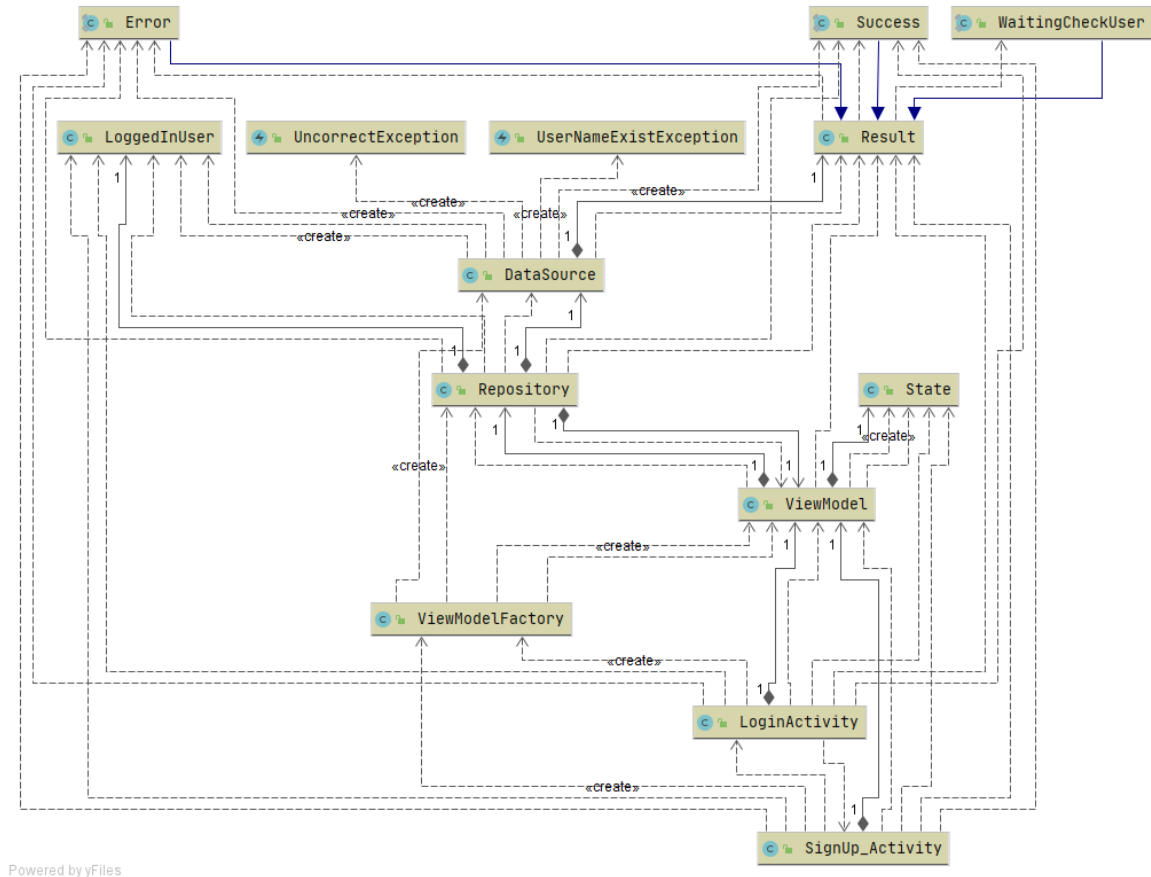 Error
Success
WaitingCheckUser
LoggedInUser
UncorrectException
UserNameExistException
Result
1
1
«create»
«create»
«create»
«create»
1
DataSource
1
1
1
Repository
State
1
1
1
«create»
«create»
1
1
1
ViewModel
«create»
1
1
ViewModelFactory
«create»
1
LoginActivity
«create»
1
SignUp_Activity
Powered by yFiles